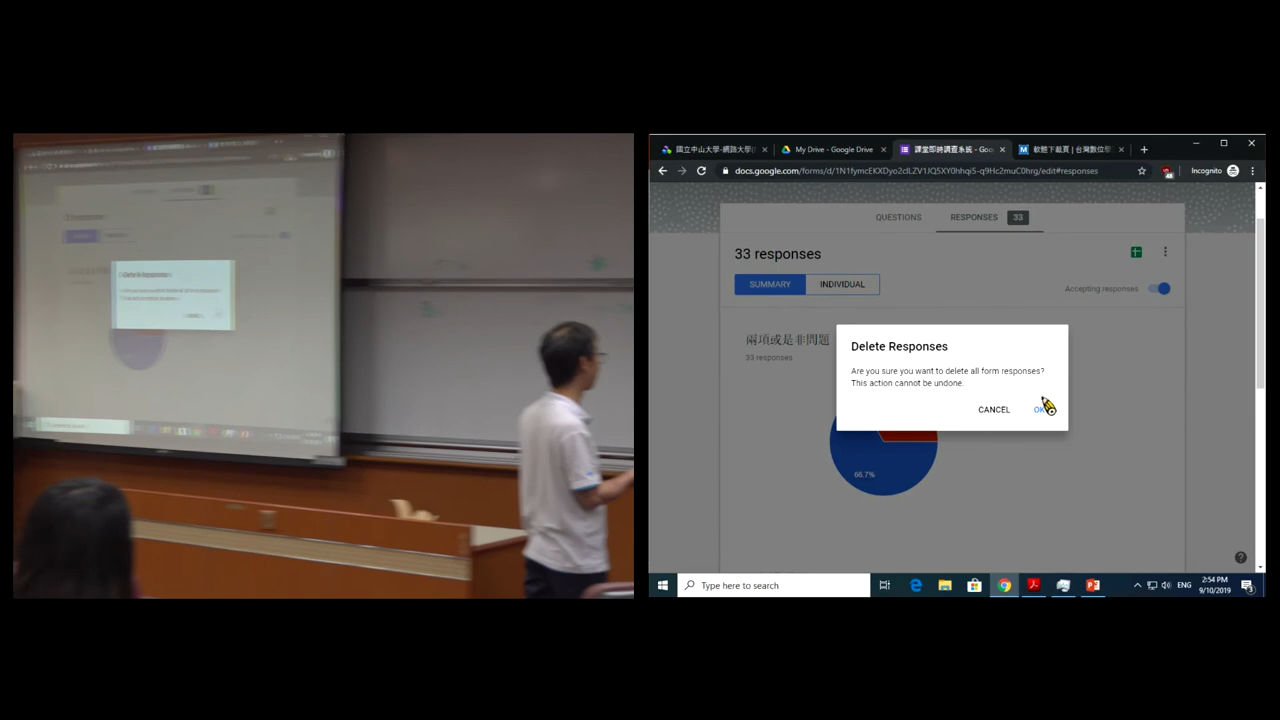 國立中山大學-網路大學(
My Drive - Google Drive
課堂即時調查系統 - Goo
軟體下載頁 | 台灣數位學
docs.google.com/forms/d/1N1fymcEKXDyo2clLZV1JQ5XY0hhqi5-q9Hc2muC0hrg/edit#responses
48
Incognito
QUESTIONS
RESPONSES 33
33 responses
SUMMARY
INDIVIDUAL
Accepting responses
兩項或是非問題
33 responses
Delete Responses
Are you sure you want to delete all form responses?
This action cannot be undone.
CANCEL
OK
66.7%
Type here to search
ENG
2:54 PM
9/10/2019